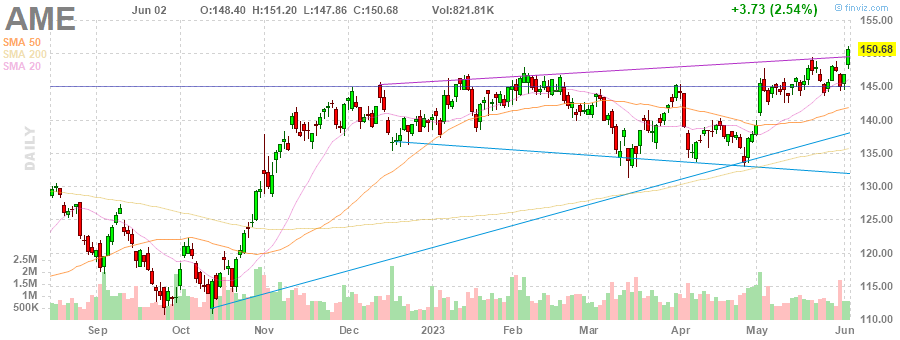 AME Jun 02 O:148.40 H:151.20 L:147.86 C:150.68 Vol:821.81K +3.73 (2.54%) © finviz.com
SMA 50
SMA 200
SMA 20
DAILY
155.00
150.68
145.00
140.00
135.00
130.00
125.00
120.00
115.00
110.00
2.5M
2M
1.5M
1M
500K
Sep Oct Nov Dec 2023 Feb Mar Apr May Jun